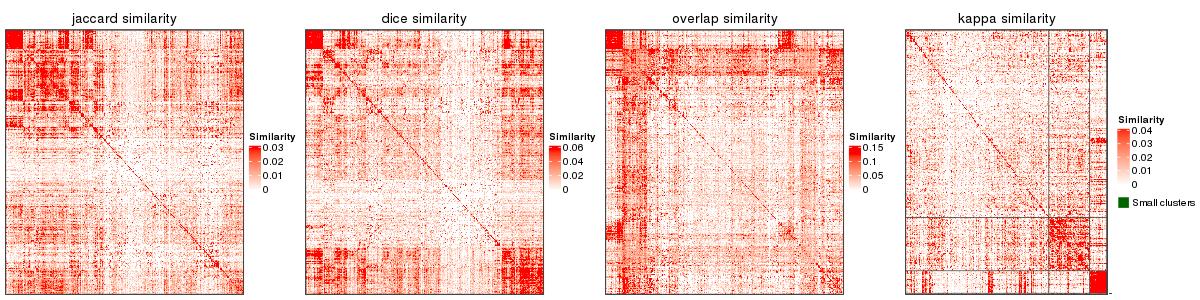 jaccard similarity
Similarity
0.03
0.02
0.01
0
dice similarity
Similarity
0.06
0.04
0.02
0
overlap similarity
Similarity
0.15
0.1
0.05
0
kappa similarity
Similarity
0.04
0.03
0.02
0.01
0
Small clusters